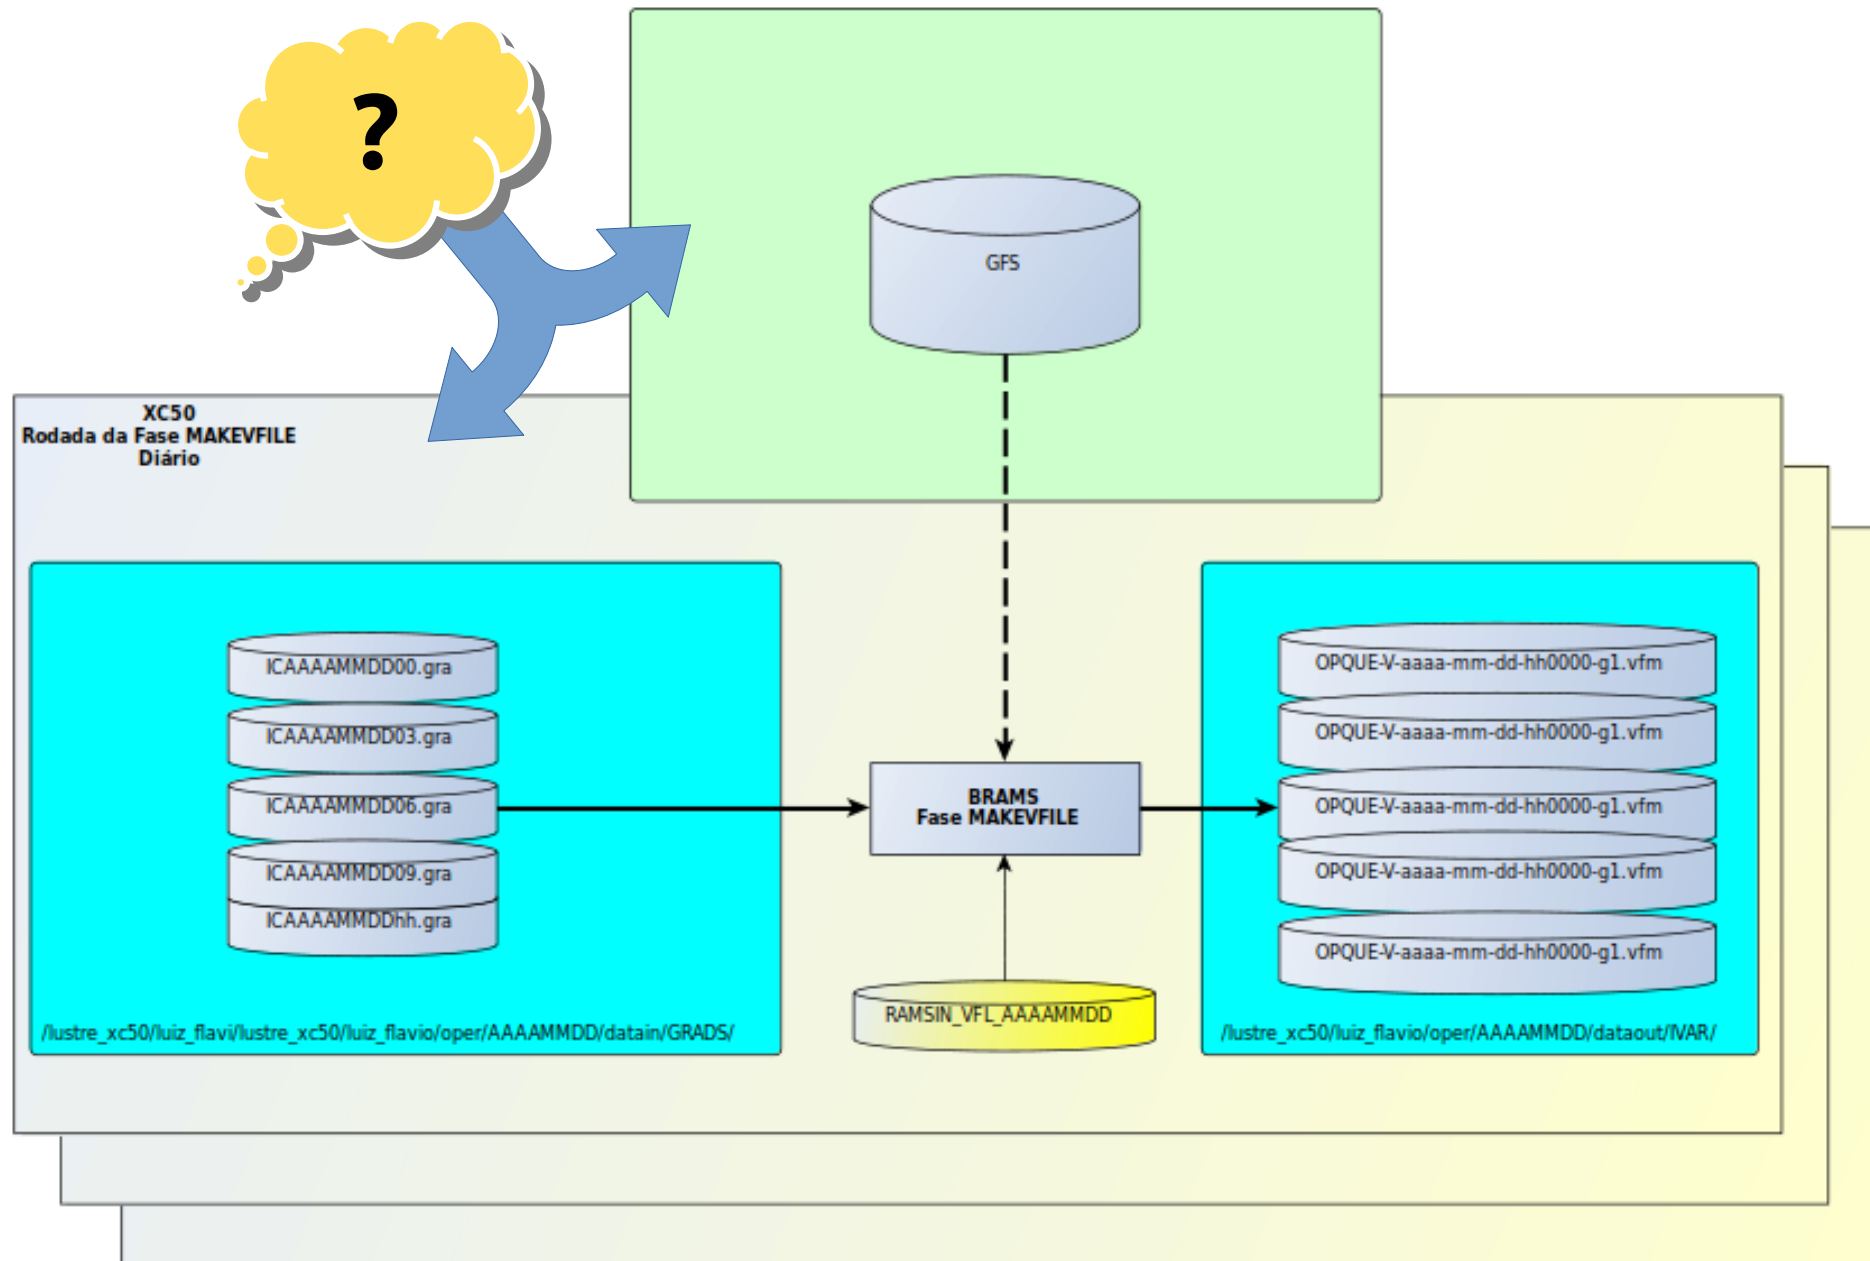 ?
GFS
XC50
Rodada da Fase MAKEVFILE
Diário
ICAAAAMMDD00.gra
ICAAAAMMDD03.gra
ICAAAAMMDD06.gra
ICAAAAMMDD09.gra
ICAAAAMMDDhh.gra
/lustre_xc50/luiz_flavi/lustre_xc50/luiz_flavio/oper/AAAAMMDD/datain/GRADS/
BRAMS
Fase MAKEVFILE
RAMSIN_VFL_AAAAMMDD
OPQUE-V-aaaa-mm-dd-hh0000-g1.vfm
OPQUE-V-aaaa-mm-dd-hh0000-g1.vfm
OPQUE-V-aaaa-mm-dd-hh0000-g1.vfm
OPQUE-V-aaaa-mm-dd-hh0000-g1.vfm
OPQUE-V-aaaa-mm-dd-hh0000-g1.vfm
/lustre_xc50/luiz_flavio/oper/AAAAMMDD/dataout/IVAR/